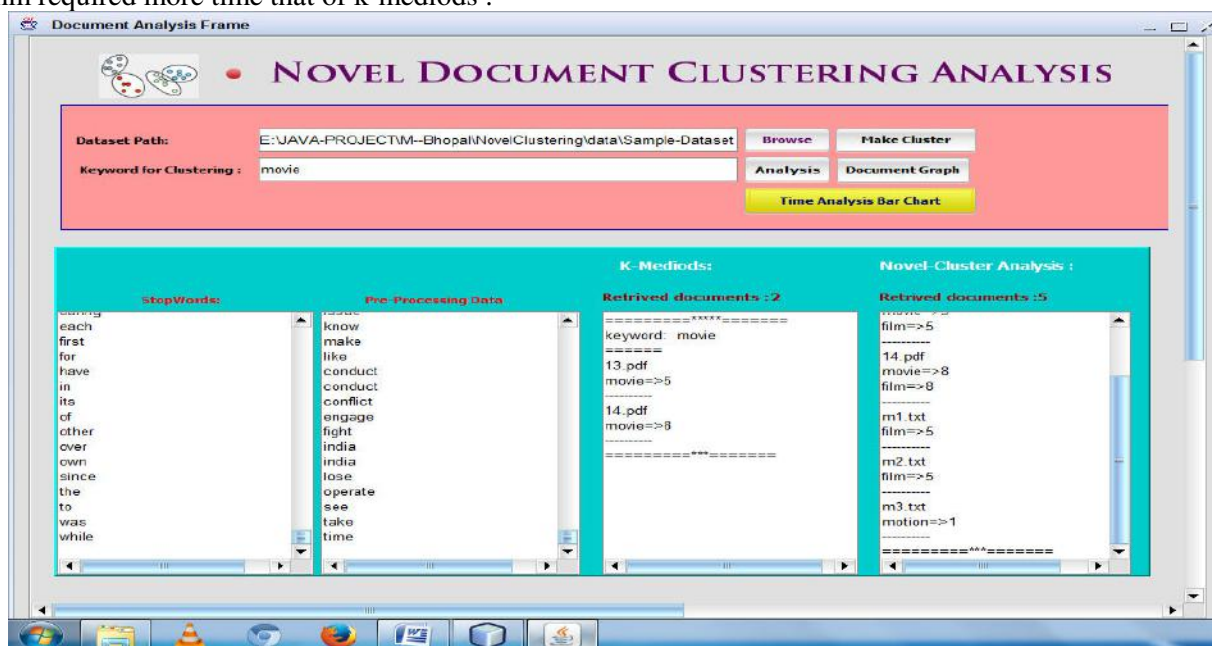 required more time that of k-mediods .
Document Analysis Frame
NOVEL DOCUMENT CLUSTERING ANALYSIS
Dataset Path:
E:\JAVA-PROJECT\M--Bhopal\NovelClustering\data\Sample-Dataset
Browse
Make Cluster
Keyword for Clustering :
movie
Analysis
Document Graph
Time Analysis Bar Chart
K-Mediods:
Novel-Cluster Analysis :
StopWords:
Pre-Processing Data
Retrived documents :2
Retrived documents :5
each
first
for
have
in
its
of
other
over
own
since
the
to
was
while
know
make
like
conduct
conduct
conflict
engage
fight
india
india
lose
operate
see
take
time
=========*****=======
keyword: movie
======
13.pdf
movie=>5
----------
14.pdf
movie=>8
----------
=========***=======
film=>5
----------
14.pdf
movie=>8
film=>8
----------
m1.txt
film=>5
----------
m2.txt
film=>5
----------
m3.txt
motion=>1
----------
=========***=======